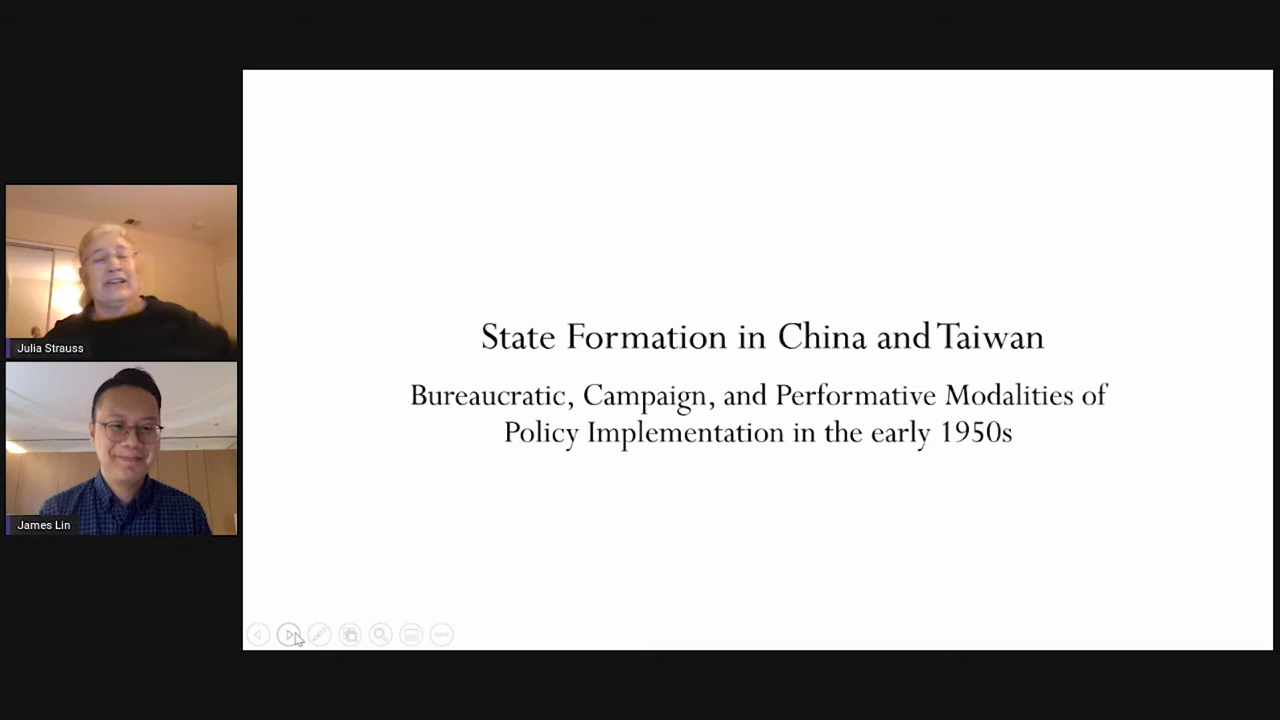 Julia Strauss
James Lin
State Formation in China and Taiwan
Bureaucratic, Campaign, and Performative Modalities of
Policy Implementation in the early 1950s